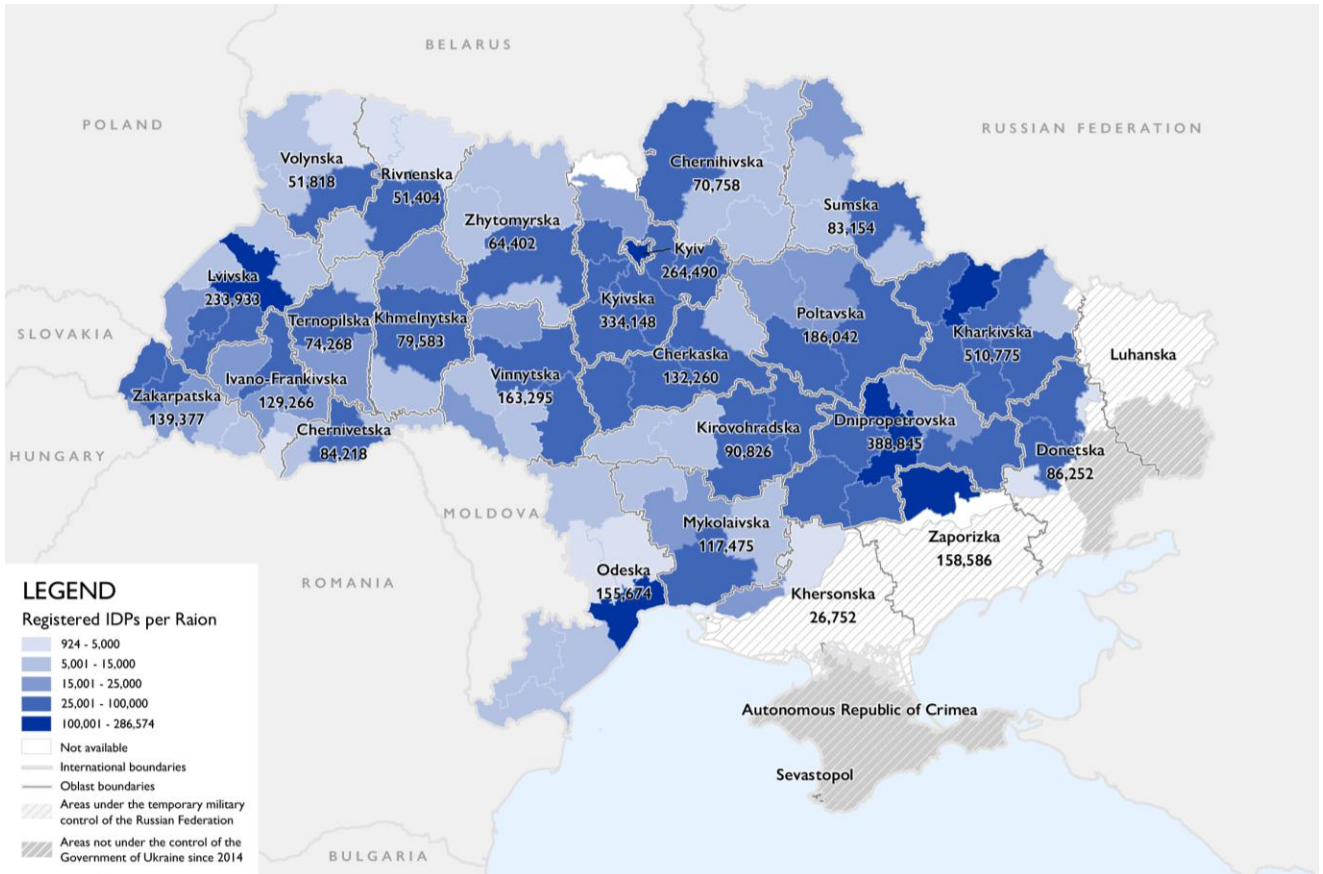 BELARUS
POLAND
RUSSIAN FEDERATION
Volynska
51,818
Rivnenska
51,404
Chernihivska
70,758
Zhytomyrska
64,402
Sumska
83,154
Kyiv
264,490
Lvivska
233,933
Kyivska
334,148
Poltavska
186,042
SLOVAKIA
Ternopilska
74,268
Khmelnytska
79,583
Kharkivska
510,775
Luhanska
Cherkaska
132,260
Vinnytska
163,295
Ivano-Frankivska
129,266
Zakarpatska
139,377
Chernivetska
84,218
Kirovohradska
90,826
Dnipropetrovska
388,845
Donetska
86,252
HUNGARY
MOLDOVA
Mykolaivska
117,475
Zaporizka
158,586
Odeska
155,674
Khersonska
26,752
ROMANIA
Autonomous Republic of Crimea
Sevastopol
BULGARIA
LEGEND
Registered IDPs per Raion
924 - 5,000
5,001 - 15,000
15,001 - 25,000
25,001 - 100,000
100,001 - 286,574
Not available
International boundaries
Oblast boundaries
Areas under the temporary military
control of the Russian Federation
Areas not under the control of the
Government of Ukraine since 2014